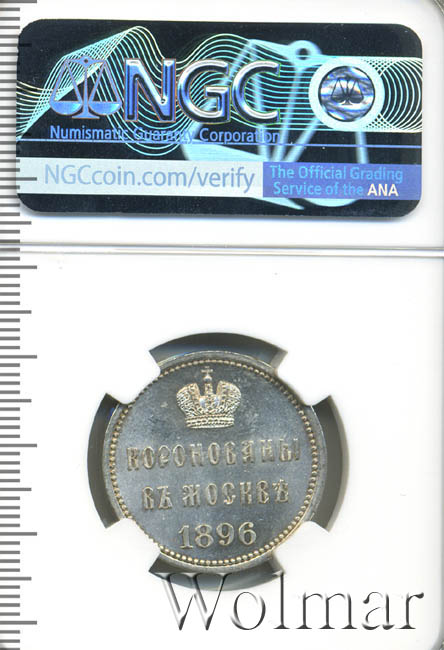 NGC
Numismatic Guaranty Corporation
NGCcoin.com/verify
The Official Grading
Service of the ANA
КОРОНОВАНЫ
ВЪ МОСКВѢ
1896
Wolmar